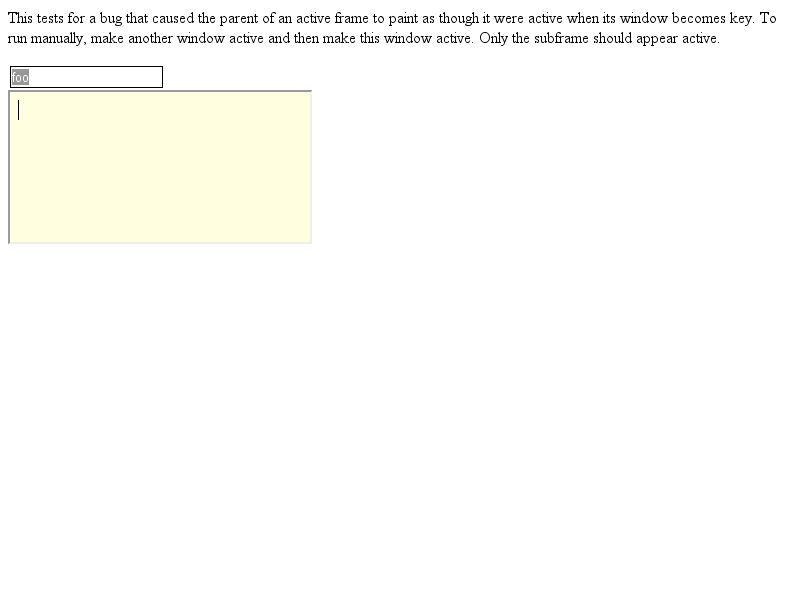 This tests for a bug that caused the parent of an active frame to paint as though it were active when its window becomes key. To
run manually, make another window active and then make this window active. Only the subframe should appear active.
foo